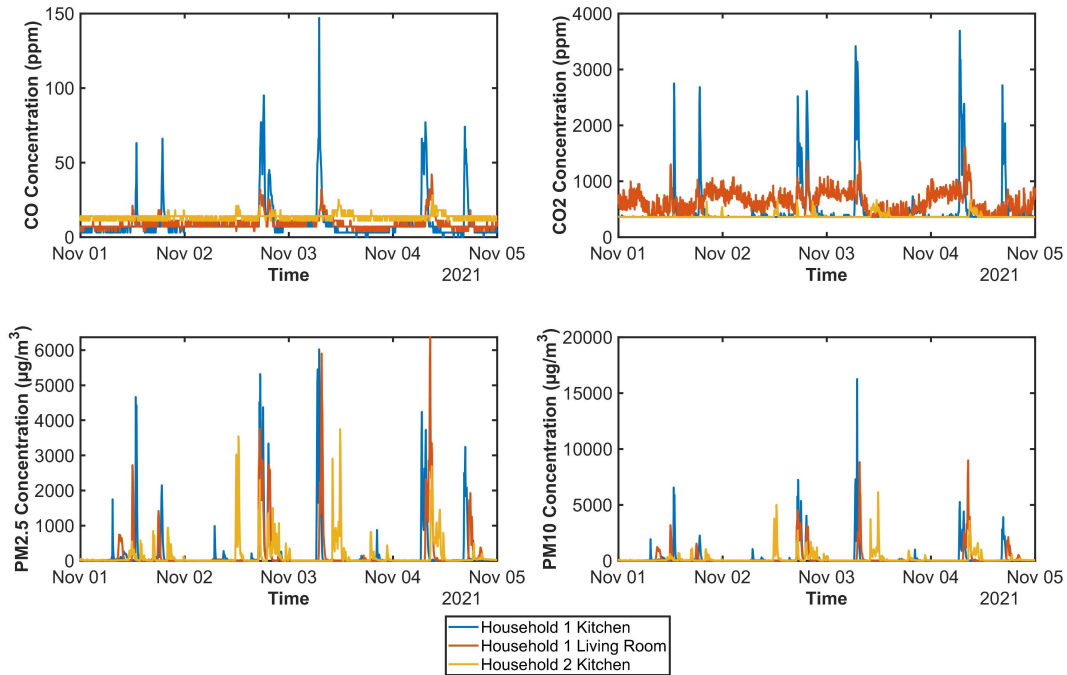 CO Concentration (ppm)
150
100
50
0
Nov 01 Nov 02 Nov 03 Nov 04 Nov 05
Time
2021
CO2 Concentration (ppm)
4000
3000
2000
1000
0
Nov 01 Nov 02 Nov 03 Nov 04 Nov 05
Time
2021
PM2.5 Concentration (µg/m³)
6000
5000
4000
3000
2000
1000
0
Nov 01 Nov 02 Nov 03 Nov 04 Nov 05
Time
2021
PM10 Concentration (µg/m³)
20000
15000
10000
5000
0
Nov 01 Nov 02 Nov 03 Nov 04 Nov 05
Time
2021
Household 1 Kitchen
Household 1 Living Room
Household 2 Kitchen